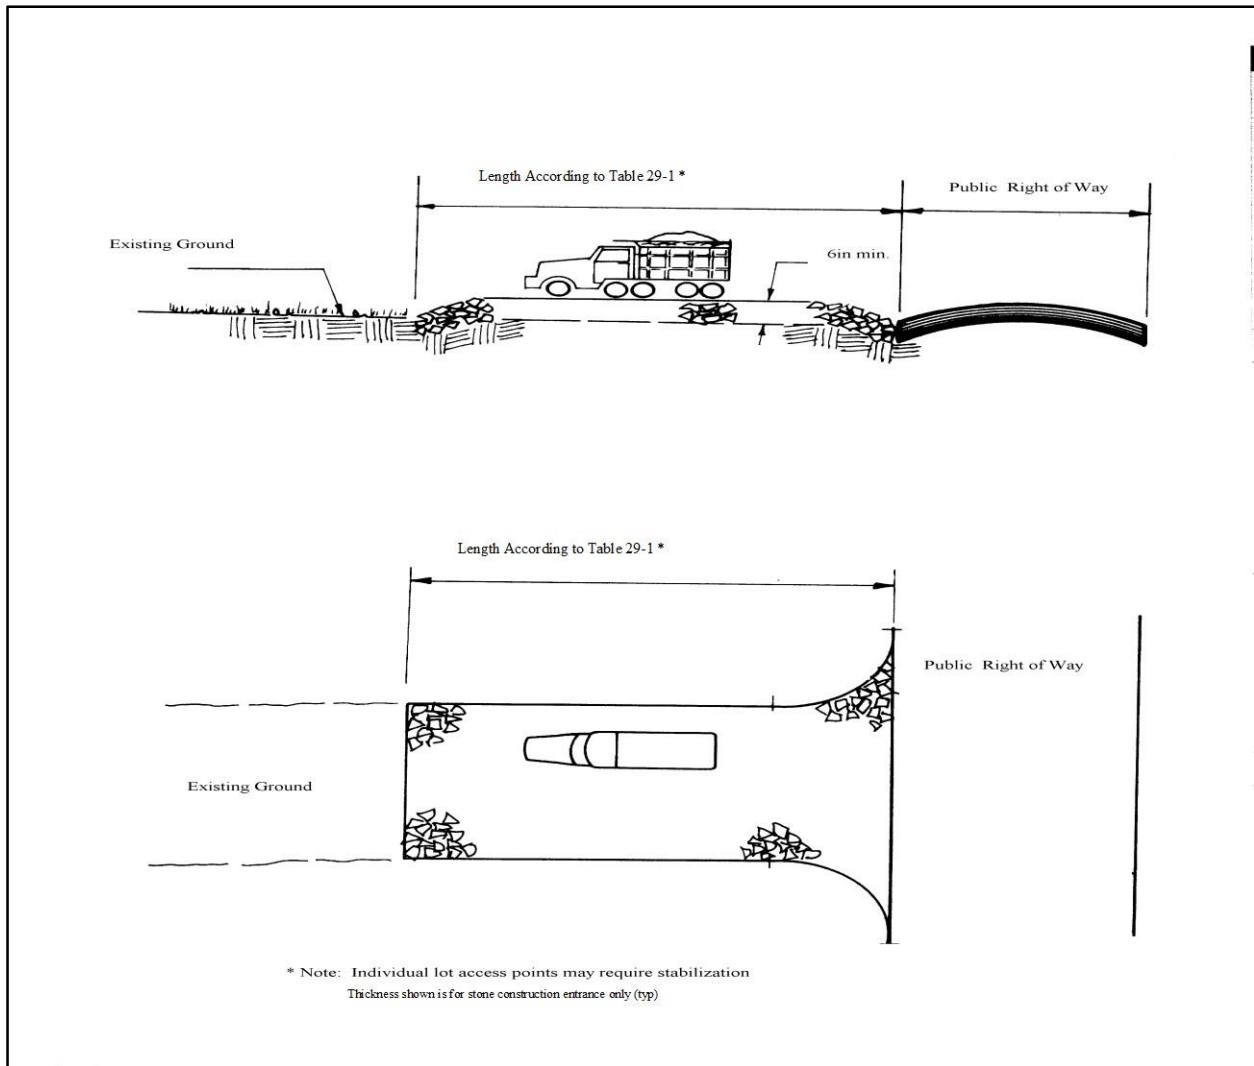 Length According to Table 29-1 *
Public Right of Way
Existing Ground
6in min.
Length According to Table 29-1 *
Public Right of Way
Existing Ground
* Note: Individual lot access points may require stabilization
Thickness shown is for stone construction entrance only (typ)